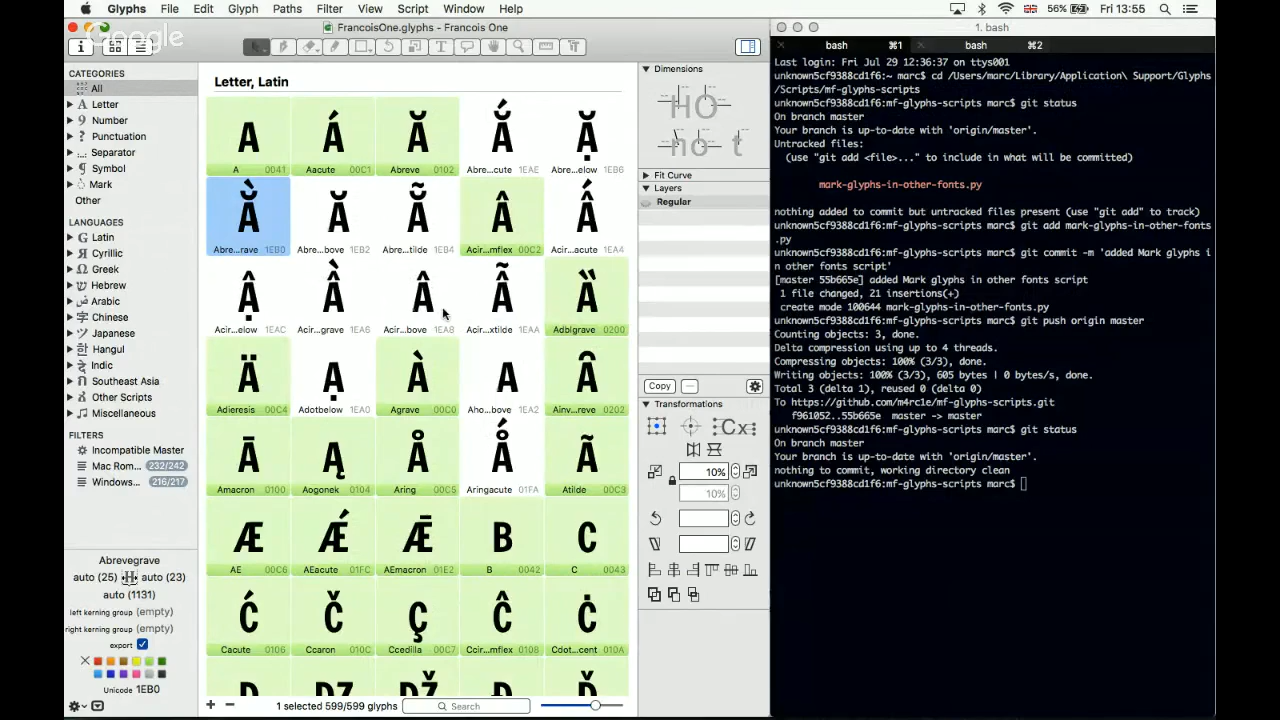 Glyphs File Edit Glyph Paths Filter View Script Window Help
56% Fri 13:55
Google
FrancoisOne.glyphs - Francois One
CATEGORIES
All
Letter
Number
Punctuation
Separator
Symbol
Mark
Other
LANGUAGES
Latin
Cyrillic
Greek
Hebrew
Arabic
Chinese
Japanese
Hangul
Indic
Southeast Asia
Other Scripts
Miscellaneous
FILTERS
Incompatible Master
Mac Rom... 232/242
Windows... 216/217
Abrevegrave
auto (25) H auto (23)
auto (1131)
left kerning group (empty)
right kerning group (empty)
export
Unicode 1EB0
Letter, Latin
A Á Ă Ắ Ặ
A 0041 Aacute 00C1 Abreve 0102 Abre...cute 1EAE Abre...elow 1EB6
Ằ Ẳ Ẵ Â Ấ
Abre...rave 1EB0 Abre...bove 1EB2 Abre...tilde 1EB4 Acir...mflex 00C2 Acir...acute 1EA4
Ậ Ầ Ẩ Ẫ Ȁ
Acir...elow 1EAC Acir...grave 1EA6 Acir...bove 1EA8 Acir...xtilde 1EAA Adblgrave 0200
Ä Ạ À A Ȃ
Adieresis 00C4 Adotbelow 1EA0 Agrave 00C0 Aho...bove 1EA2 Ainv...reve 0202
Ā Ą Å Ǻ Ã
Amacron 0100 Aogonek 0104 Aring 00C5 Aringacute 01FA Atilde 00C3
Æ Ǽ Ǣ B C
AE 00C6 AEacute 01FC AEmacron 01E2 B 0042 C 0043
Ć Č Ç Ĉ Ċ
Cacute 0106 Ccaron 010C Ccedilla 00C7 Ccir...mflex 0108 Cdot...cent 010A
1 selected 599/599 glyphs
Search
Dimensions
HO
no t
Fit Curve
Layers
Regular
Copy
Transformations
Cx
10%
10%
1. bash
bash ⌘1 bash ⌘2
Last login: Fri Jul 29 12:36:37 on ttys001
unknown5cf9388cd1f6:~ marc$ cd /Users/marc/Library/Application\ Support/Glyphs
/Scripts/mf-glyphs-scripts
unknown5cf9388cd1f6:mf-glyphs-scripts marc$ git status
On branch master
Your branch is up-to-date with 'origin/master'.
Untracked files:
(use "git add <file>..." to include in what will be committed)
mark-glyphs-in-other-fonts.py
nothing added to commit but untracked files present (use "git add" to track)
unknown5cf9388cd1f6:mf-glyphs-scripts marc$ git add mark-glyphs-in-other-fonts
.py
unknown5cf9388cd1f6:mf-glyphs-scripts marc$ git commit -m 'added Mark glyphs i
n other fonts script'
[master 55b665e] added Mark glyphs in other fonts script
1 file changed, 21 insertions(+)
create mode 100644 mark-glyphs-in-other-fonts.py
unknown5cf9388cd1f6:mf-glyphs-scripts marc$ git push origin master
Counting objects: 3, done.
Delta compression using up to 4 threads.
Compressing objects: 100% (3/3), done.
Writing objects: 100% (3/3), 605 bytes | 0 bytes/s, done.
Total 3 (delta 1), reused 0 (delta 0)
To https://github.com/m4rc1e/mf-glyphs-scripts.git
f961052..55b665e master -> master
unknown5cf9388cd1f6:mf-glyphs-scripts marc$ git status
On branch master
Your branch is up-to-date with 'origin/master'.
nothing to commit, working directory clean
unknown5cf9388cd1f6:mf-glyphs-scripts marc$